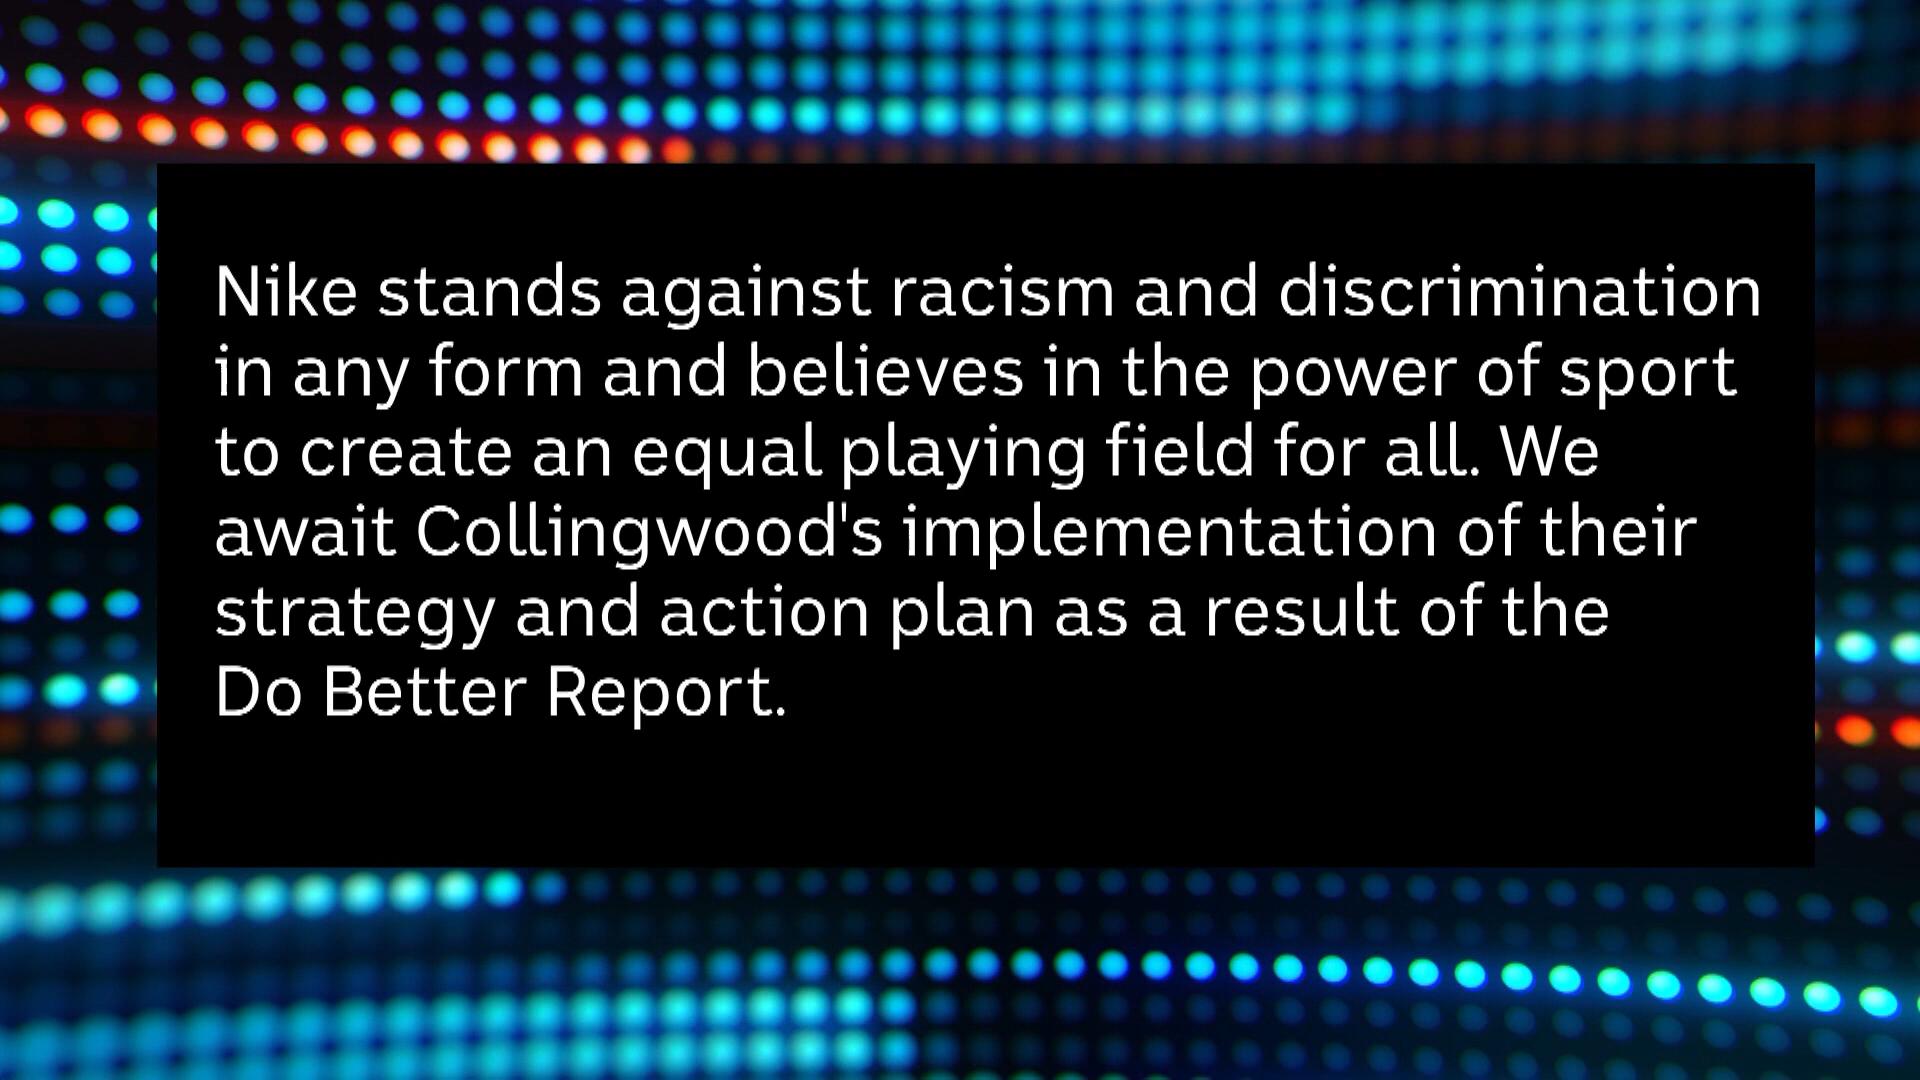 Nike stands against racism and discrimination
in any form and believes in the power of sport
to create an equal playing field for all. We
await Collingwood's implementation of their
strategy and action plan as a result of the
Do Better Report.